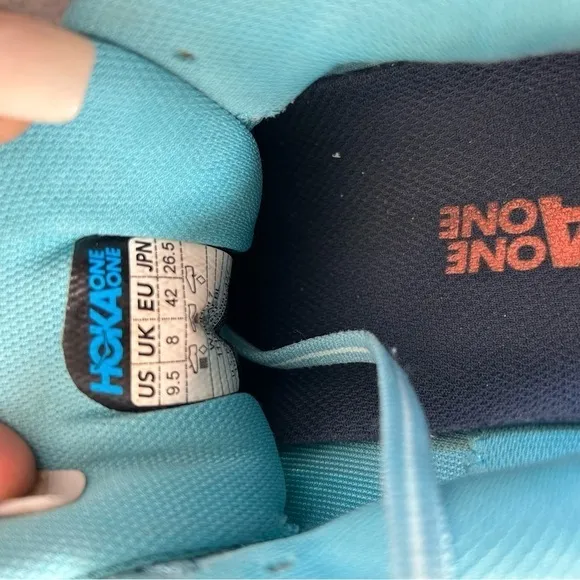 HOKA ONE ONE
US UK EU JPN
9.5 8 42 26.5
ONE
ONE